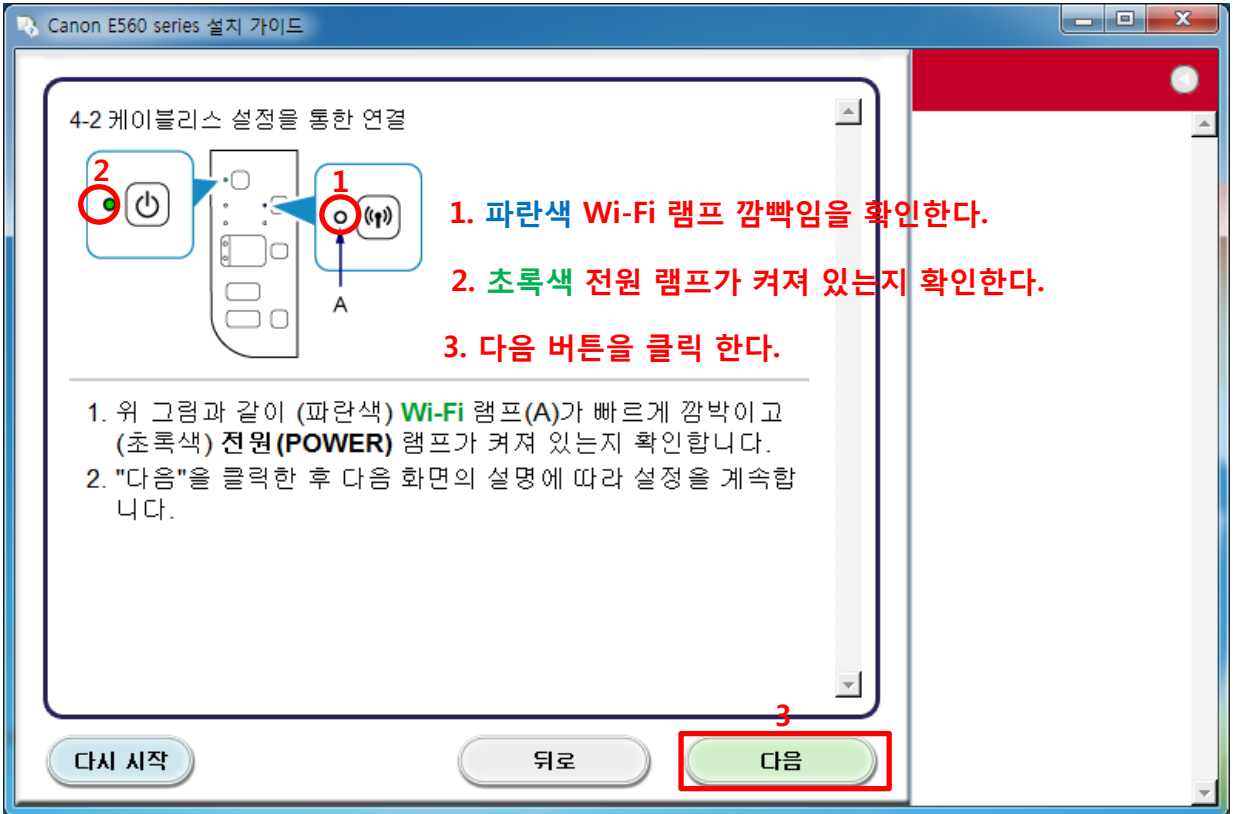 Canon E560 series 설치 가이드
4-2 케이블리스 설정을 통한 연결
2
1
A
1. 파란색 Wi-Fi 램프 깜빡임을 확인한다.
2. 초록색 전원 램프가 켜져 있는지 확인한다.
3. 다음 버튼을 클릭 한다.
1. 위 그림과 같이 (파란색) Wi-Fi 램프(A)가 빠르게 깜박이고
(초록색) 전원(POWER) 램프가 켜져 있는지 확인합니다.
2. "다음"을 클릭한 후 다음 화면의 설명에 따라 설정을 계속합
니다.
3
다시 시작
뒤로
다음